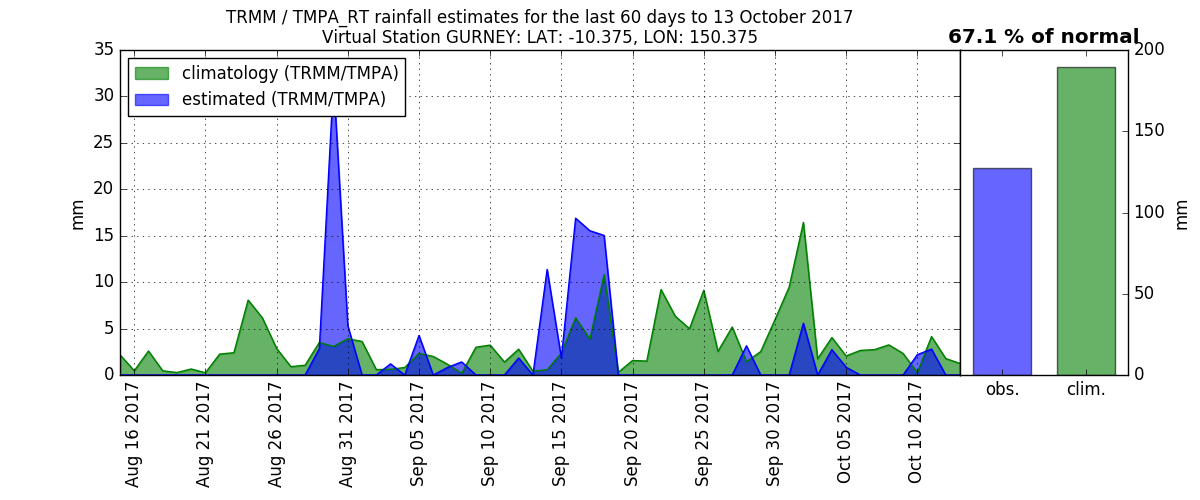 TRMM / TMPA_RT rainfall estimates for the last 60 days to 13 October 2017
Virtual Station GURNEY: LAT: -10.375, LON: 150.375
67.1 % of normal
climatology (TRMM/TMPA)
estimated (TRMM/TMPA)
35
30
25
20
15
10
5
0
mm
Aug 16 2017
Aug 21 2017
Aug 26 2017
Aug 31 2017
Sep 05 2017
Sep 10 2017
Sep 15 2017
Sep 20 2017
Sep 25 2017
Sep 30 2017
Oct 05 2017
Oct 10 2017
obs.
clim.
200
150
100
50
0
mm